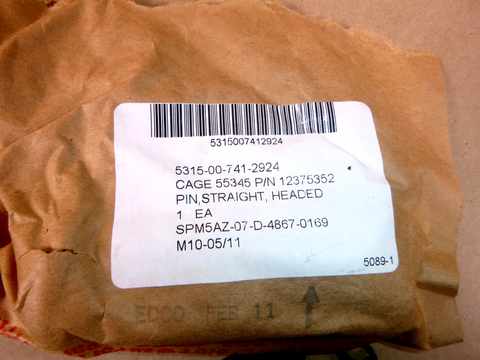 5315007412924
5315-00-741-2924
CAGE 55345 P/N 12375352
PIN,STRAIGHT, HEADED
1 EA
SPM5AZ-07-D-4867-0169
M10-05/11
5089-1
EDCO FEB 11